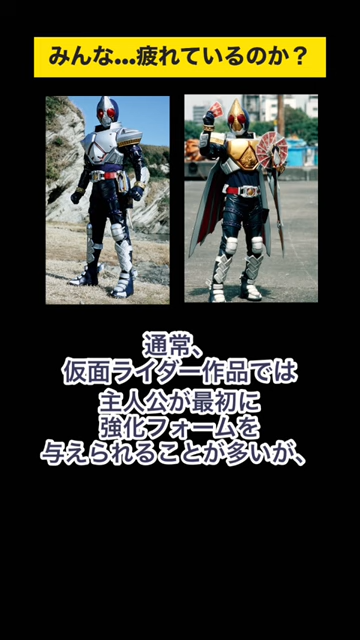 みんな...疲れているのか？
通常、
仮面ライダー作品では
主人公が最初に
強化フォームを
与えられることが多いが、